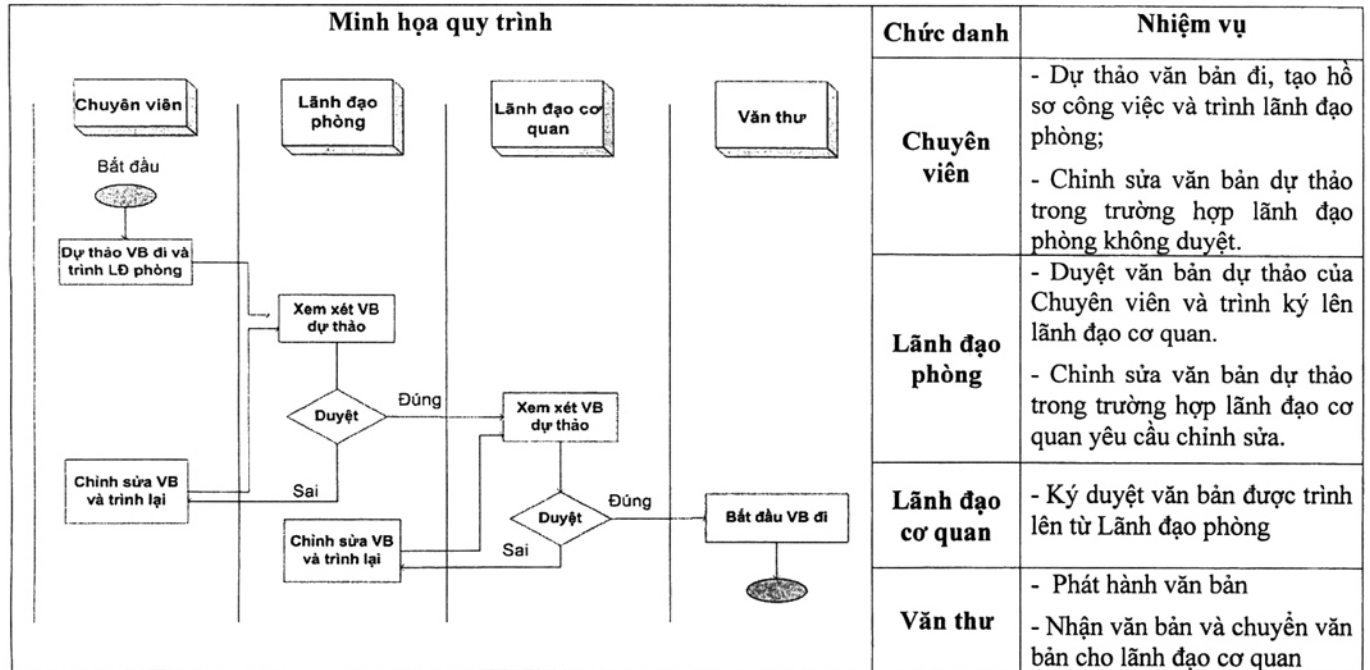 Minh họa quy trình
Chuyên viên
Lãnh đạo
phòng
Lãnh đạo cơ
quan
Văn thư
Bắt đầu
Dự thảo VB đi và
trình LĐ phòng
Xem xét VB
dự thảo
Duyệt
Đúng
Sai
Chỉnh sửa VB
và trình lại
Xem xét VB
dự thảo
Duyệt
Đúng
Sai
Chỉnh sửa VB
và trình lại
Bắt đầu VB đi
Chức danh
Nhiệm vụ
Chuyên
viên
- Dự thảo văn bản đi, tạo hồ
sơ công việc và trình lãnh đạo
phòng;
- Chỉnh sửa văn bản dự thảo
trong trường hợp lãnh đạo
phòng không duyệt.
Lãnh đạo
phòng
- Duyệt văn bản dự thảo của
Chuyên viên và trình ký lên
lãnh đạo cơ quan.
- Chỉnh sửa văn bản dự thảo
trong trường hợp lãnh đạo cơ
quan yêu cầu chỉnh sửa.
Lãnh đạo
cơ quan
- Ký duyệt văn bản được trình
lên từ Lãnh đạo phòng
Văn thư
- Phát hành văn bản
- Nhận văn bản và chuyển văn
bản cho lãnh đạo cơ quan